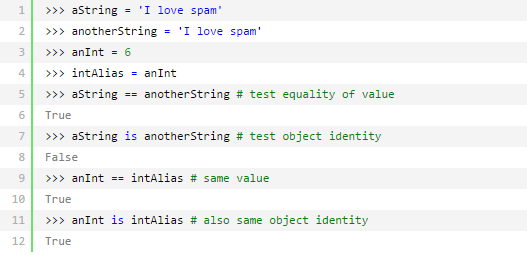 1 >>> aString = 'I love spam'
2 >>> anotherString = 'I love spam'
3 >>> anInt = 6
4 >>> intAlias = anInt
5 >>> aString == anotherString # test equality of value
6 True
7 >>> aString is anotherString # test object identity
8 False
9 >>> anInt == intAlias # same value
10 True
11 >>> anInt is intAlias # also same object identity
12 True